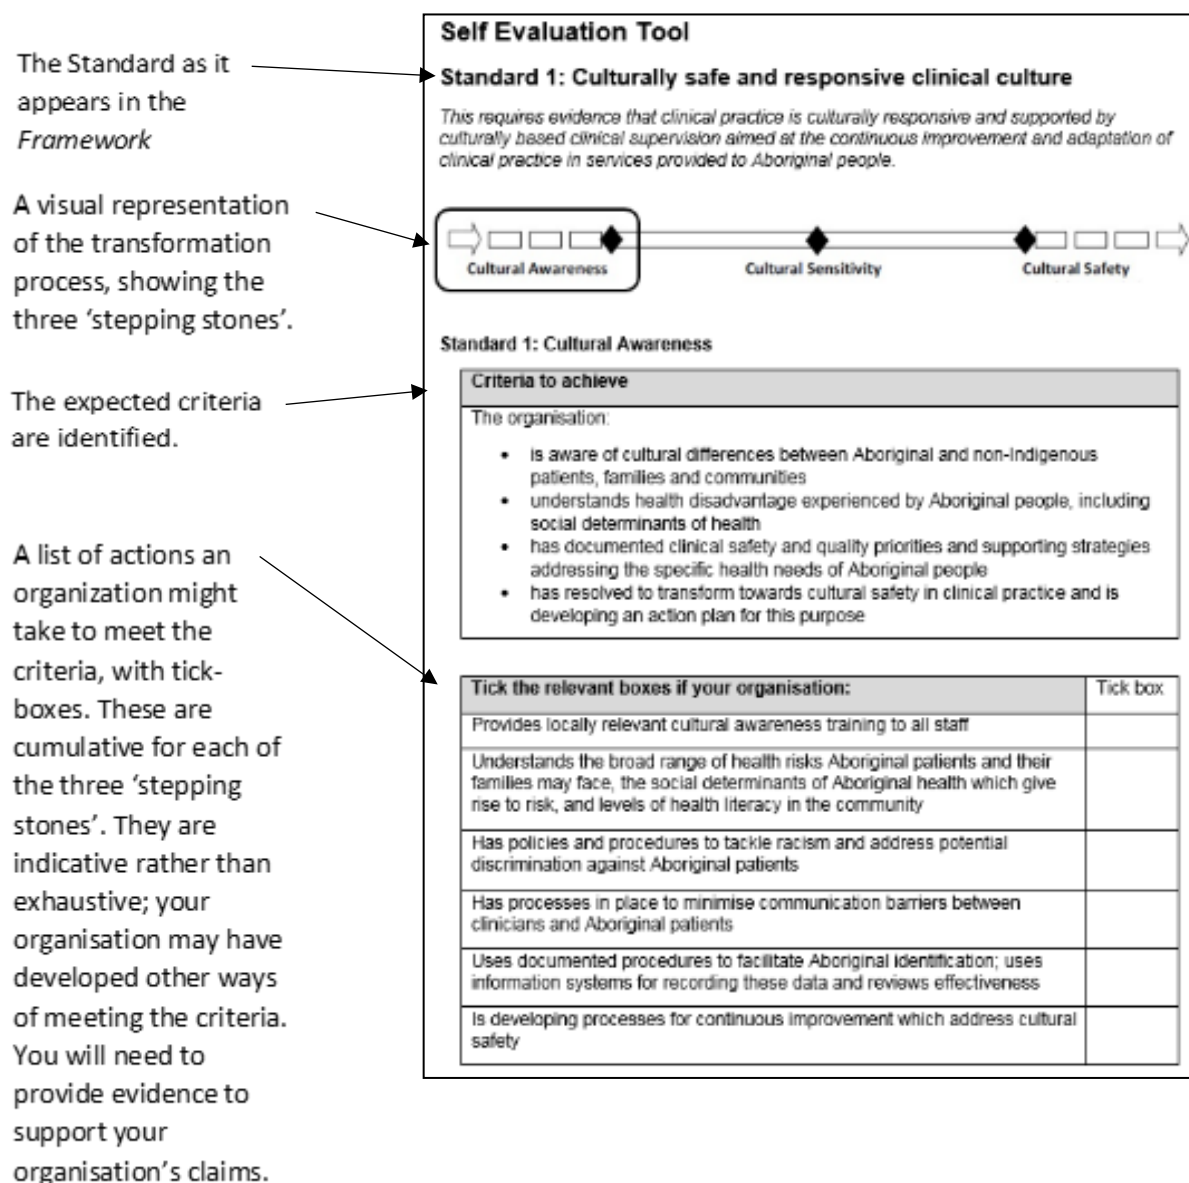 The Standard as it
appears in the
Framework
A visual representation
of the transformation
process, showing the
three ‘stepping stones’.
The expected criteria
are identified.
A list of actions an
organization might
take to meet the
criteria, with tick-
boxes. These are
cumulative for each of
the three ‘stepping
stones’. They are
indicative rather than
exhaustive; your
organisation may have
developed other ways
of meeting the criteria.
You will need to
provide evidence to
support your
organisation’s claims.
Self Evaluation Tool
Standard 1: Culturally safe and responsive clinical culture
This requires evidence that clinical practice is culturally responsive and supported by
culturally based clinical supervision aimed at the continuous improvement and adaptation of
clinical practice in services provided to Aboriginal people.
Cultural Awareness Cultural Sensitivity Cultural Safety
Standard 1: Cultural Awareness
Criteria to achieve
The organisation:
• is aware of cultural differences between Aboriginal and non-Indigenous
patients, families and communities
• understands health disadvantage experienced by Aboriginal people, including
social determinants of health
• has documented clinical safety and quality priorities and supporting strategies
addressing the specific health needs of Aboriginal people
• has resolved to transform towards cultural safety in clinical practice and is
developing an action plan for this purpose
Tick the relevant boxes if your organisation: Tick box
Provides locally relevant cultural awareness training to all staff
Understands the broad range of health risks Aboriginal patients and their
families may face, the social determinants of Aboriginal health which give
rise to risk, and levels of health literacy in the community
Has policies and procedures to tackle racism and address potential
discrimination against Aboriginal patients
Has processes in place to minimise communication barriers between
clinicians and Aboriginal patients
Uses documented procedures to facilitate Aboriginal identification; uses
information systems for recording these data and reviews effectiveness
Is developing processes for continuous improvement which address cultural
safety